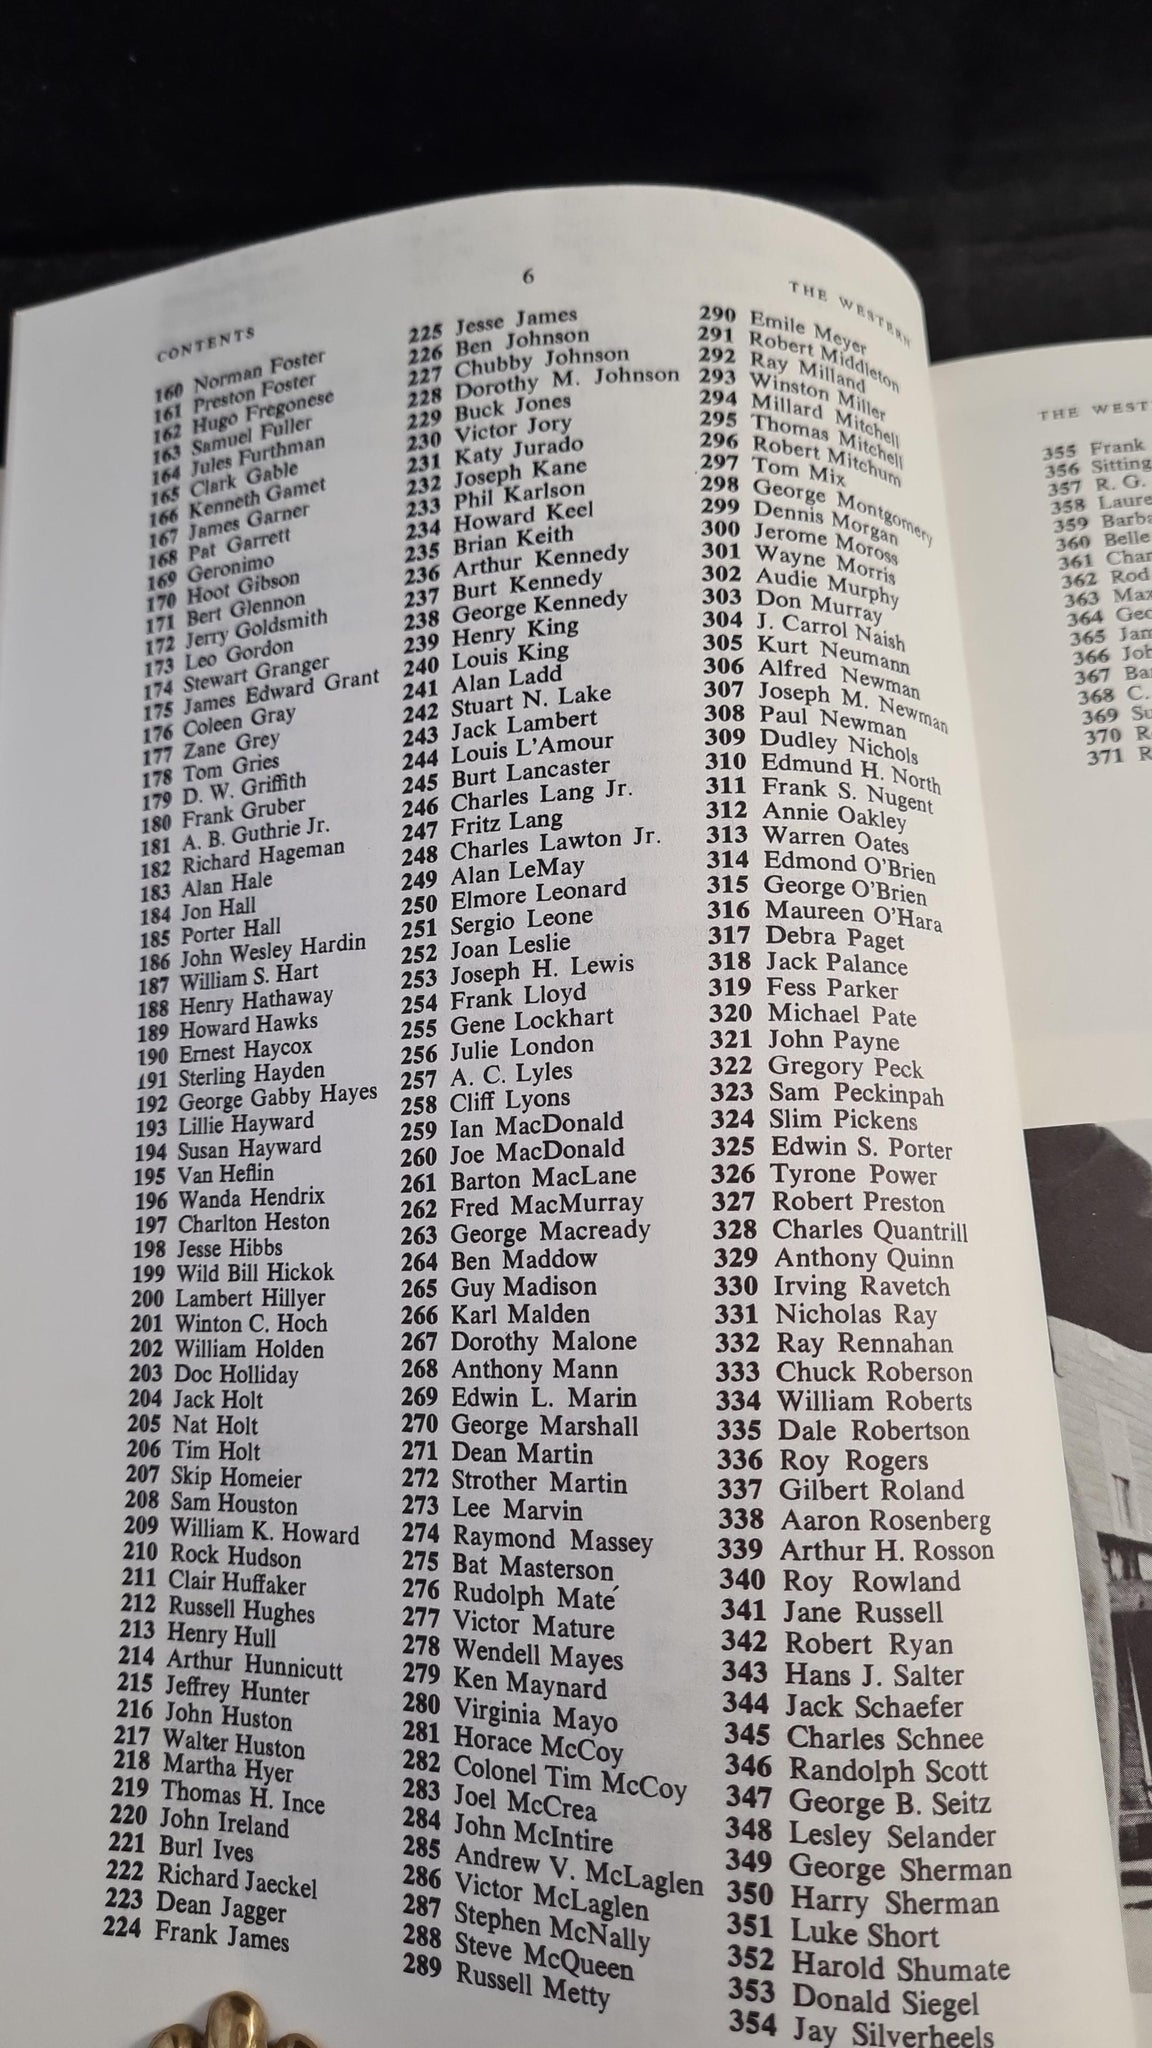 6
CONTENTS
THE WESTERN
160 Norman Foster
161 Preston Foster
162 Hugo Fregonese
163 Samuel Fuller
164 Jules Furthman
165 Clark Gable
166 Kenneth Gamet
167 James Garner
168 Pat Garrett
169 Geronimo
170 Hoot Gibson
171 Bert Glennon
172 Jerry Goldsmith
173 Leo Gordon
174 Stewart Granger
175 James Edward Grant
176 Coleen Gray
177 Zane Grey
178 Tom Gries
179 D. W. Griffith
180 Frank Gruber
181 A. B. Guthrie Jr.
182 Richard Hageman
183 Alan Hale
184 Jon Hall
185 Porter Hall
186 John Wesley Hardin
187 William S. Hart
188 Henry Hathaway
189 Howard Hawks
190 Ernest Haycox
191 Sterling Hayden
192 George Gabby Hayes
193 Lillie Hayward
194 Susan Hayward
195 Van Heflin
196 Wanda Hendrix
197 Charlton Heston
198 Jesse Hibbs
199 Wild Bill Hickok
200 Lambert Hillyer
201 Winton C. Hoch
202 William Holden
203 Doc Holliday
204 Jack Holt
205 Nat Holt
206 Tim Holt
207 Skip Homeier
208 Sam Houston
209 William K. Howard
210 Rock Hudson
211 Clair Huffaker
212 Russell Hughes
213 Henry Hull
214 Arthur Hunnicutt
215 Jeffrey Hunter
216 John Huston
217 Walter Huston
218 Martha Hyer
219 Thomas H. Ince
220 John Ireland
221 Burl Ives
222 Richard Jaeckel
223 Dean Jagger
224 Frank James
225 Jesse James
226 Ben Johnson
227 Chubby Johnson
228 Dorothy M. Johnson
229 Buck Jones
230 Victor Jory
231 Katy Jurado
232 Joseph Kane
233 Phil Karlson
234 Howard Keel
235 Brian Keith
236 Arthur Kennedy
237 Burt Kennedy
238 George Kennedy
239 Henry King
240 Louis King
241 Alan Ladd
242 Stuart N. Lake
243 Jack Lambert
244 Louis L'Amour
245 Burt Lancaster
246 Charles Lang Jr.
247 Fritz Lang
248 Charles Lawton Jr.
249 Alan LeMay
250 Elmore Leonard
251 Sergio Leone
252 Joan Leslie
253 Joseph H. Lewis
254 Frank Lloyd
255 Gene Lockhart
256 Julie London
257 A. C. Lyles
258 Cliff Lyons
259 Ian MacDonald
260 Joe MacDonald
261 Barton MacLane
262 Fred MacMurray
263 George Macready
264 Ben Maddow
265 Guy Madison
266 Karl Malden
267 Dorothy Malone
268 Anthony Mann
269 Edwin L. Marin
270 George Marshall
271 Dean Martin
272 Strother Martin
273 Lee Marvin
274 Raymond Massey
275 Bat Masterson
276 Rudolph Maté
277 Victor Mature
278 Wendell Mayes
279 Ken Maynard
280 Virginia Mayo
281 Horace McCoy
282 Colonel Tim McCoy
283 Joel McCrea
284 John McIntire
285 Andrew V. McLaglen
286 Victor McLaglen
287 Stephen McNally
288 Steve McQueen
289 Russell Metty
290 Emile Meyer
291 Robert Middleton
292 Ray Milland
293 Winston Miller
294 Millard Mitchell
295 Thomas Mitchell
296 Robert Mitchum
297 Tom Mix
298 George Montgomery
299 Dennis Morgan
300 Jerome Moross
301 Wayne Morris
302 Audie Murphy
303 Don Murray
304 J. Carrol Naish
305 Kurt Neumann
306 Alfred Newman
307 Joseph M. Newman
308 Paul Newman
309 Dudley Nichols
310 Edmund H. North
311 Frank S. Nugent
312 Annie Oakley
313 Warren Oates
314 Edmond O'Brien
315 George O'Brien
316 Maureen O'Hara
317 Debra Paget
318 Jack Palance
319 Fess Parker
320 Michael Pate
321 John Payne
322 Gregory Peck
323 Sam Peckinpah
324 Slim Pickens
325 Edwin S. Porter
326 Tyrone Power
327 Robert Preston
328 Charles Quantrill
329 Anthony Quinn
330 Irving Ravetch
331 Nicholas Ray
332 Ray Rennahan
333 Chuck Roberson
334 William Roberts
335 Dale Robertson
336 Roy Rogers
337 Gilbert Roland
338 Aaron Rosenberg
339 Arthur H. Rosson
340 Roy Rowland
341 Jane Russell
342 Robert Ryan
343 Hans J. Salter
344 Jack Schaefer
345 Charles Schnee
346 Randolph Scott
347 George B. Seitz
348 Lesley Selander
349 George Sherman
350 Harry Sherman
351 Luke Short
352 Harold Shumate
353 Donald Siegel
354 Jay Silverheels
THE WEST
355 Frank
356 Sitting
357 R. G.
358 Laure
359 Barba
360 Belle
361 Char
362 Rod
363 Max
364 Geo
365 Jam
366 Joh
367 Ba
368 C.
369 Su
370 R
371 R